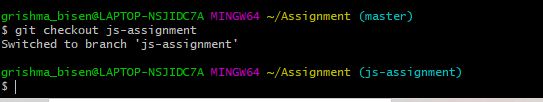 grishma_bisen@LAPTOP-NSJIDC7A MINGW64 ~/Assignment (master)
$ git checkout js-assignment
Switched to branch 'js-assignment'
grishma_bisen@LAPTOP-NSJIDC7A MINGW64 ~/Assignment (js-assignment)
$